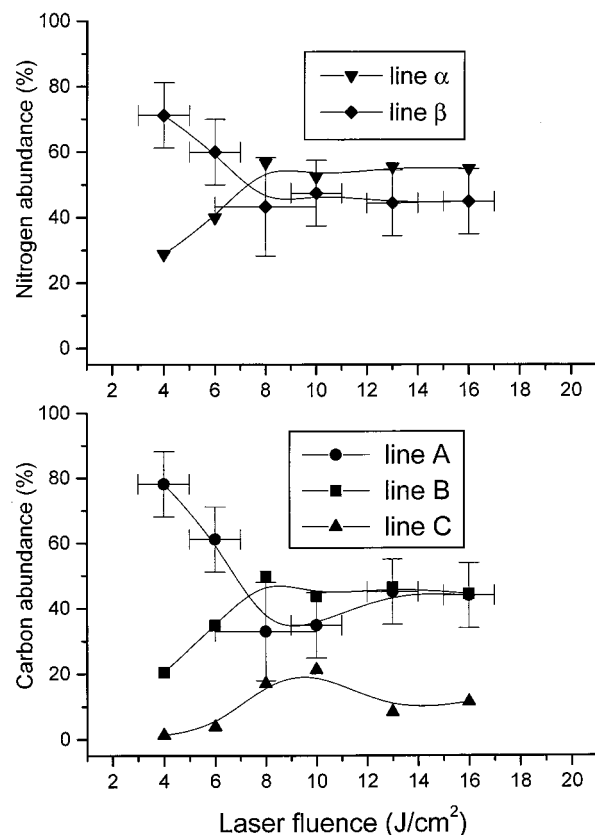 100
80
60
40
20
0
Nitrogen abundance (%)
line α
line β
2 4 6 8 10 12 14 16 18 20
80
60
40
20
0
Carbon abundance (%)
line A
line B
line C
2 4 6 8 10 12 14 16 18 20
Laser fluence (J/cm²)